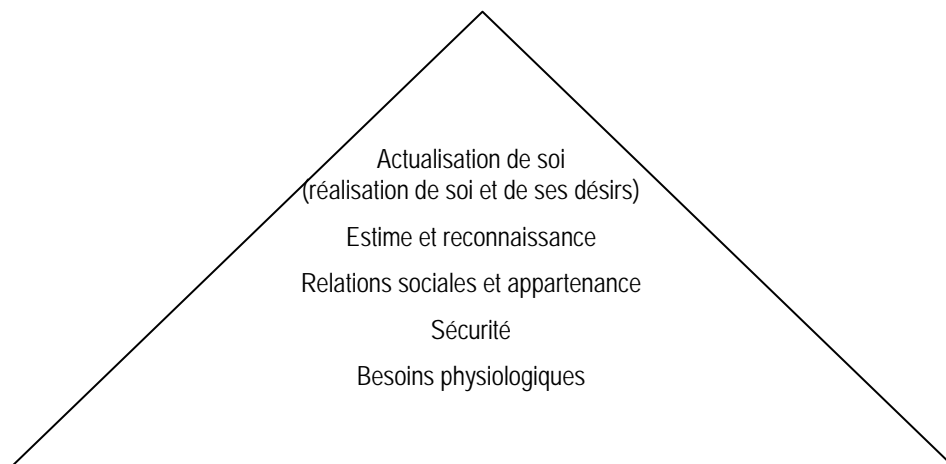 Actualisation de soi
(réalisation de soi et de ses désirs)
Estime et reconnaissance
Relations sociales et appartenance
Sécurité
Besoins physiologiques